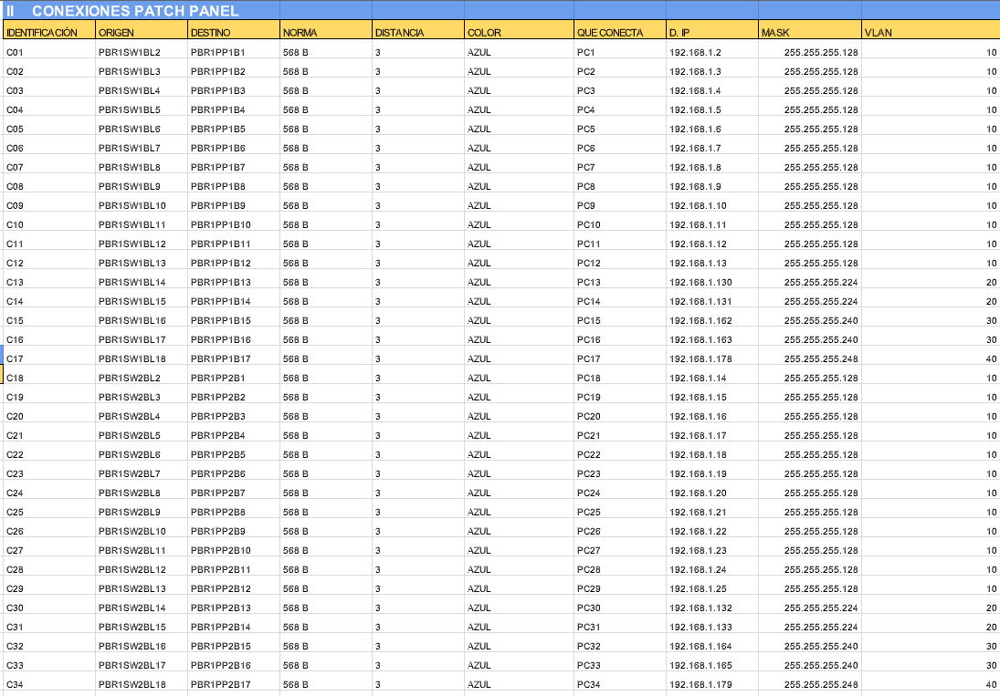 II CONEXIONES PATCH PANEL
IDENTIFICACIÓN ORIGEN DESTINO NORMA DISTANCIA COLOR QUE CONECTA D. IP MASK VLAN
C01 PBR1SW1BL2 PBR1PP1B1 568 B 3 AZUL PC1 192.168.1.2 255.255.255.128 10
C02 PBR1SW1BL3 PBR1PP1B2 568 B 3 AZUL PC2 192.168.1.3 255.255.255.128 10
C03 PBR1SW1BL4 PBR1PP1B3 568 B 3 AZUL PC3 192.168.1.4 255.255.255.128 10
C04 PBR1SW1BL5 PBR1PP1B4 568 B 3 AZUL PC4 192.168.1.5 255.255.255.128 10
C05 PBR1SW1BL6 PBR1PP1B5 568 B 3 AZUL PC5 192.168.1.6 255.255.255.128 10
C06 PBR1SW1BL7 PBR1PP1B6 568 B 3 AZUL PC6 192.168.1.7 255.255.255.128 10
C07 PBR1SW1BL8 PBR1PP1B7 568 B 3 AZUL PC7 192.168.1.8 255.255.255.128 10
C08 PBR1SW1BL9 PBR1PP1B8 568 B 3 AZUL PC8 192.168.1.9 255.255.255.128 10
C09 PBR1SW1BL10 PBR1PP1B9 568 B 3 AZUL PC9 192.168.1.10 255.255.255.128 10
C10 PBR1SW1BL11 PBR1PP1B10 568 B 3 AZUL PC10 192.168.1.11 255.255.255.128 10
C11 PBR1SW1BL12 PBR1PP1B11 568 B 3 AZUL PC11 192.168.1.12 255.255.255.128 10
C12 PBR1SW1BL13 PBR1PP1B12 568 B 3 AZUL PC12 192.168.1.13 255.255.255.128 10
C13 PBR1SW1BL14 PBR1PP1B13 568 B 3 AZUL PC13 192.168.1.130 255.255.255.224 20
C14 PBR1SW1BL15 PBR1PP1B14 568 B 3 AZUL PC14 192.168.1.131 255.255.255.224 20
C15 PBR1SW1BL16 PBR1PP1B15 568 B 3 AZUL PC15 192.168.1.162 255.255.255.240 30
C16 PBR1SW1BL17 PBR1PP1B16 568 B 3 AZUL PC16 192.168.1.163 255.255.255.240 30
C17 PBR1SW1BL18 PBR1PP1B17 568 B 3 AZUL PC17 192.168.1.178 255.255.255.248 40
C18 PBR1SW2BL2 PBR1PP2B1 568 B 3 AZUL PC18 192.168.1.14 255.255.255.128 10
C19 PBR1SW2BL3 PBR1PP2B2 568 B 3 AZUL PC19 192.168.1.15 255.255.255.128 10
C20 PBR1SW2BL4 PBR1PP2B3 568 B 3 AZUL PC20 192.168.1.16 255.255.255.128 10
C21 PBR1SW2BL5 PBR1PP2B4 568 B 3 AZUL PC21 192.168.1.17 255.255.255.128 10
C22 PBR1SW2BL6 PBR1PP2B5 568 B 3 AZUL PC22 192.168.1.18 255.255.255.128 10
C23 PBR1SW2BL7 PBR1PP2B6 568 B 3 AZUL PC23 192.168.1.19 255.255.255.128 10
C24 PBR1SW2BL8 PBR1PP2B7 568 B 3 AZUL PC24 192.168.1.20 255.255.255.128 10
C25 PBR1SW2BL9 PBR1PP2B8 568 B 3 AZUL PC25 192.168.1.21 255.255.255.128 10
C26 PBR1SW2BL10 PBR1PP2B9 568 B 3 AZUL PC26 192.168.1.22 255.255.255.128 10
C27 PBR1SW2BL11 PBR1PP2B10 568 B 3 AZUL PC27 192.168.1.23 255.255.255.128 10
C28 PBR1SW2BL12 PBR1PP2B11 568 B 3 AZUL PC28 192.168.1.24 255.255.255.128 10
C29 PBR1SW2BL13 PBR1PP2B12 568 B 3 AZUL PC29 192.168.1.25 255.255.255.128 10
C30 PBR1SW2BL14 PBR1PP2B13 568 B 3 AZUL PC30 192.168.1.132 255.255.255.224 20
C31 PBR1SW2BL15 PBR1PP2B14 568 B 3 AZUL PC31 192.168.1.133 255.255.255.224 20
C32 PBR1SW2BL16 PBR1PP2B15 568 B 3 AZUL PC32 192.168.1.164 255.255.255.240 30
C33 PBR1SW2BL17 PBR1PP2B16 568 B 3 AZUL PC33 192.168.1.165 255.255.255.240 30
C34 PBR1SW2BL18 PBR1PP2B17 568 B 3 AZUL PC34 192.168.1.179 255.255.255.248 40